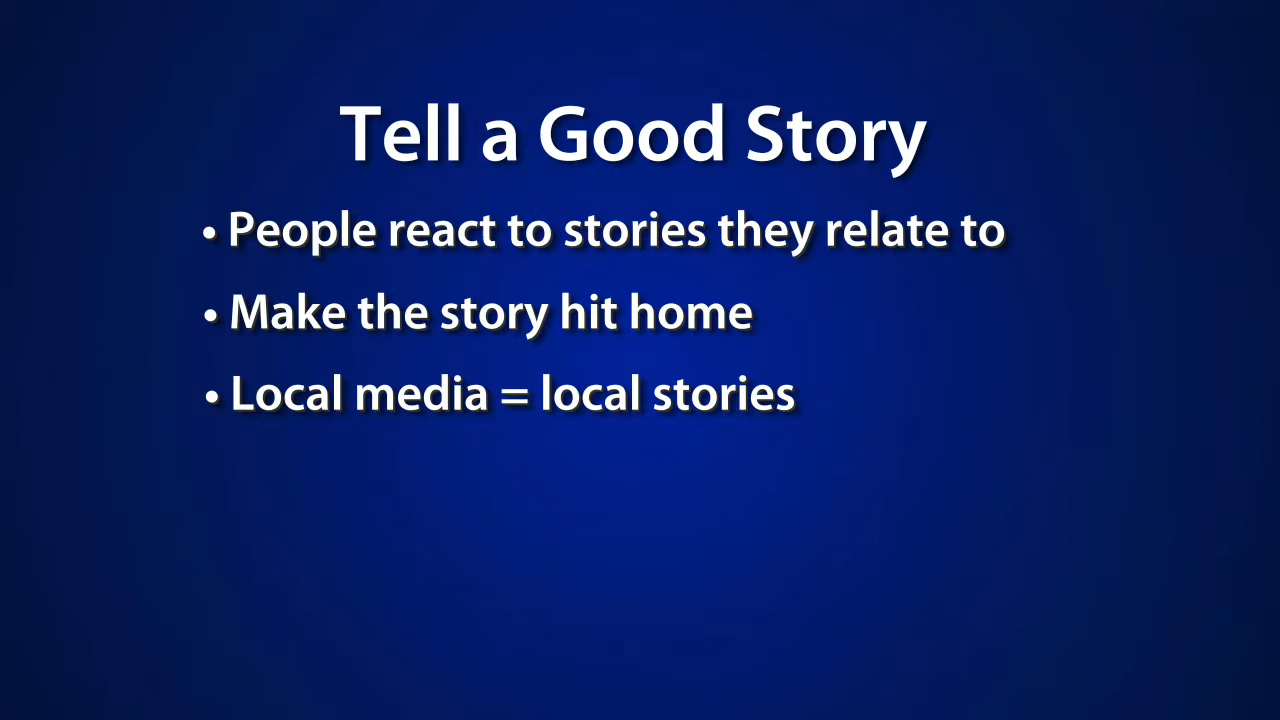 Tell a Good Story
• People react to stories they relate to
• Make the story hit home
• Local media = local stories